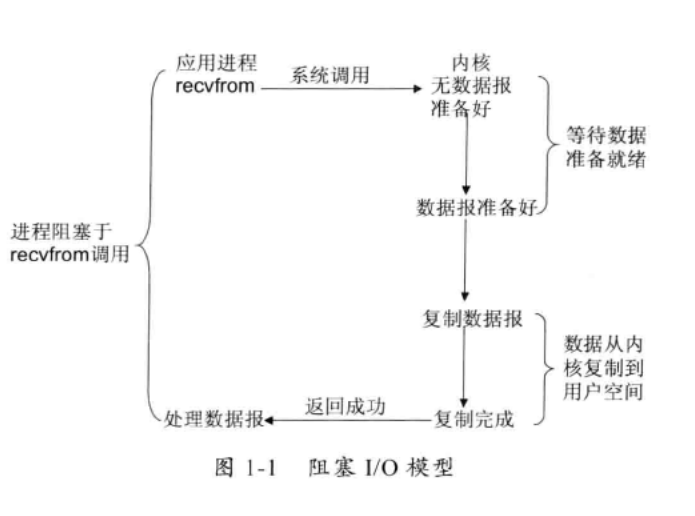 应用进程
recvfrom
系统调用
内核
无数据报
准备好
等待数据
准备就绪
数据报准备好
进程阻塞于
recvfrom调用
复制数据报
数据从内
核复制到
用户空间
处理数据报
返回成功
复制完成
图 1-1 阻塞 I/O 模型